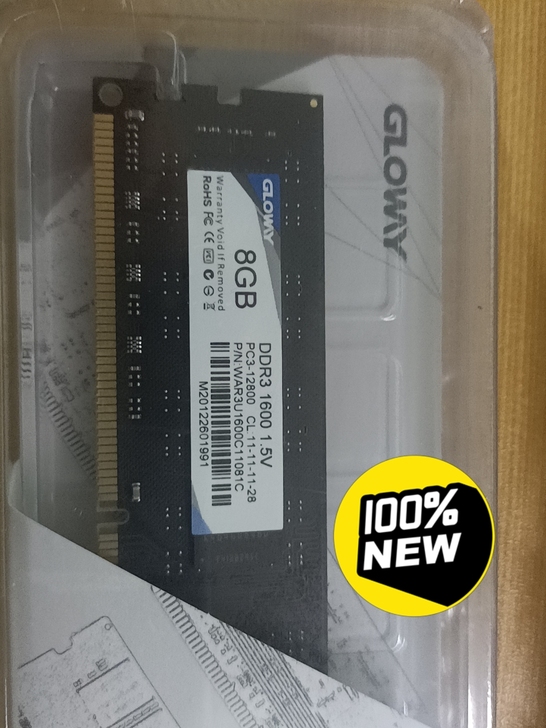 GLOWAY
GLOWAY
8GB
Warranty Void If Removed
RoHS FC CE
DDR3 1600 1.5V
PC3-12800 CL 11-11-11-28
P/N:WAR3U1600C11081C
M20122601991
100%
NEW